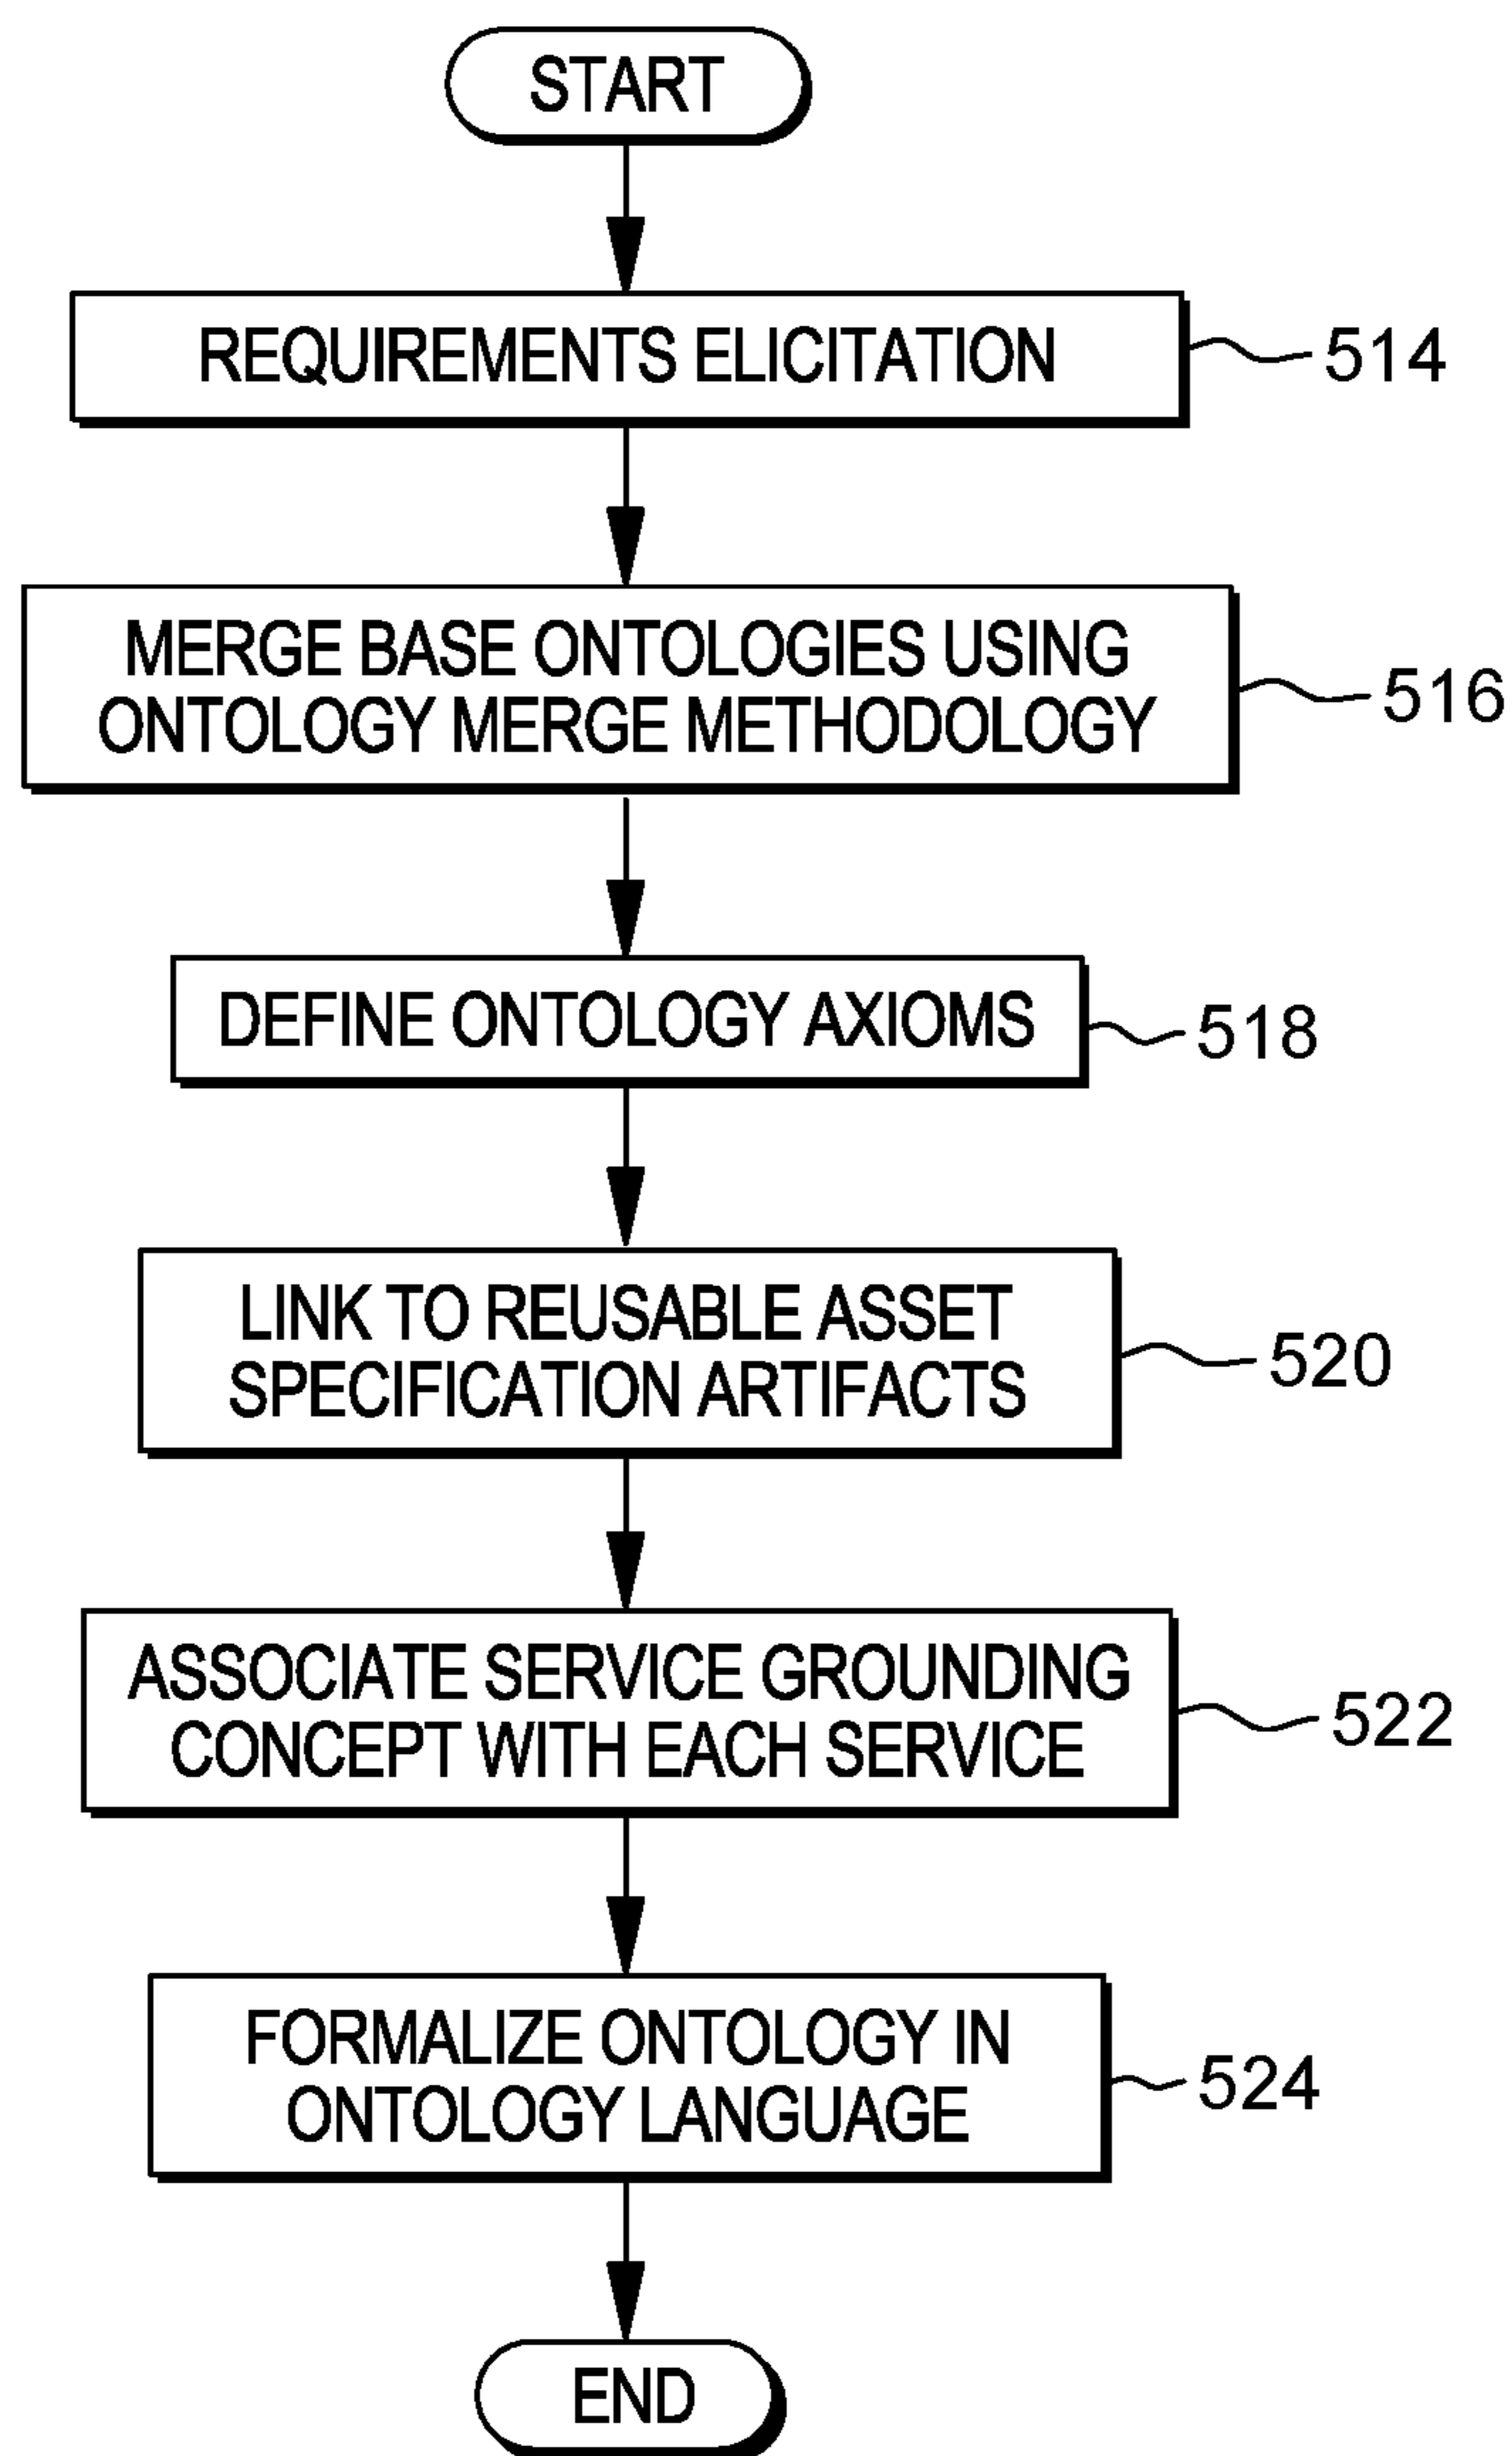 START
REQUIREMENTS ELICITATION
514
MERGE BASE ONTOLOGIES USING
ONTOLOGY MERGE METHODOLOGY
516
DEFINE ONTOLOGY AXIOMS
518
LINK TO REUSABLE ASSET
SPECIFICATION ARTIFACTS
520
ASSOCIATE SERVICE GROUNDING
CONCEPT WITH EACH SERVICE
522
FORMALIZE ONTOLOGY IN
ONTOLOGY LANGUAGE
524
END